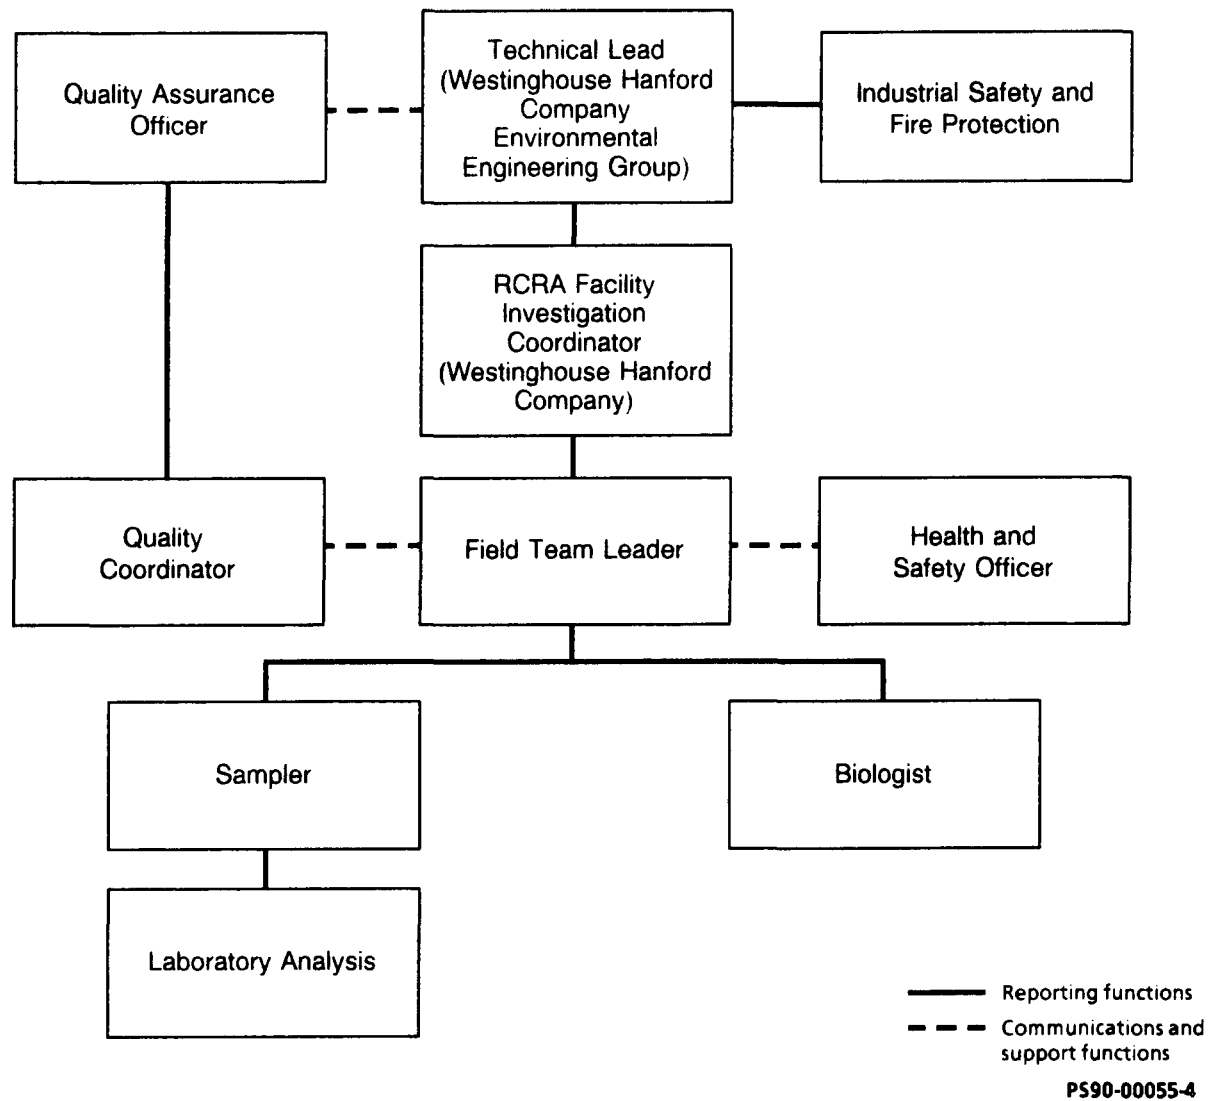 Quality Assurance
Officer
Technical Lead
(Westinghouse Hanford
Company
Environmental
Engineering Group)
Industrial Safety and
Fire Protection
RCRA Facility
Investigation
Coordinator
(Westinghouse Hanford
Company)
Quality
Coordinator
Field Team Leader
Health and
Safety Officer
Sampler
Biologist
Laboratory Analysis
Reporting functions
Communications and
support functions
PS90-00055-4